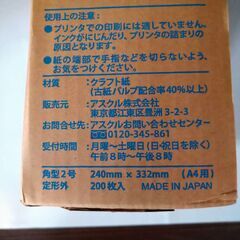 使用上の注意：
●プリンタでの印刷には適していません。
インクがにじんだり、プリンタの詰まりの
原因となります。
●紙の端部で手指などを切らないよう、
お気をつけください。
材質：クラフト紙
（古紙パルプ配合率40%以上）
販売元：アスクル株式会社
東京都江東区豊洲3-2-3
お問合せ先：アスクルお問い合わせセンター
0120-345-861
受付時間：月曜～土曜日（日・祝日を除く）
午前8時～午後8時
角型2号 240mm×332mm（A4用）
定形外 200枚入 MADE IN JAPAN